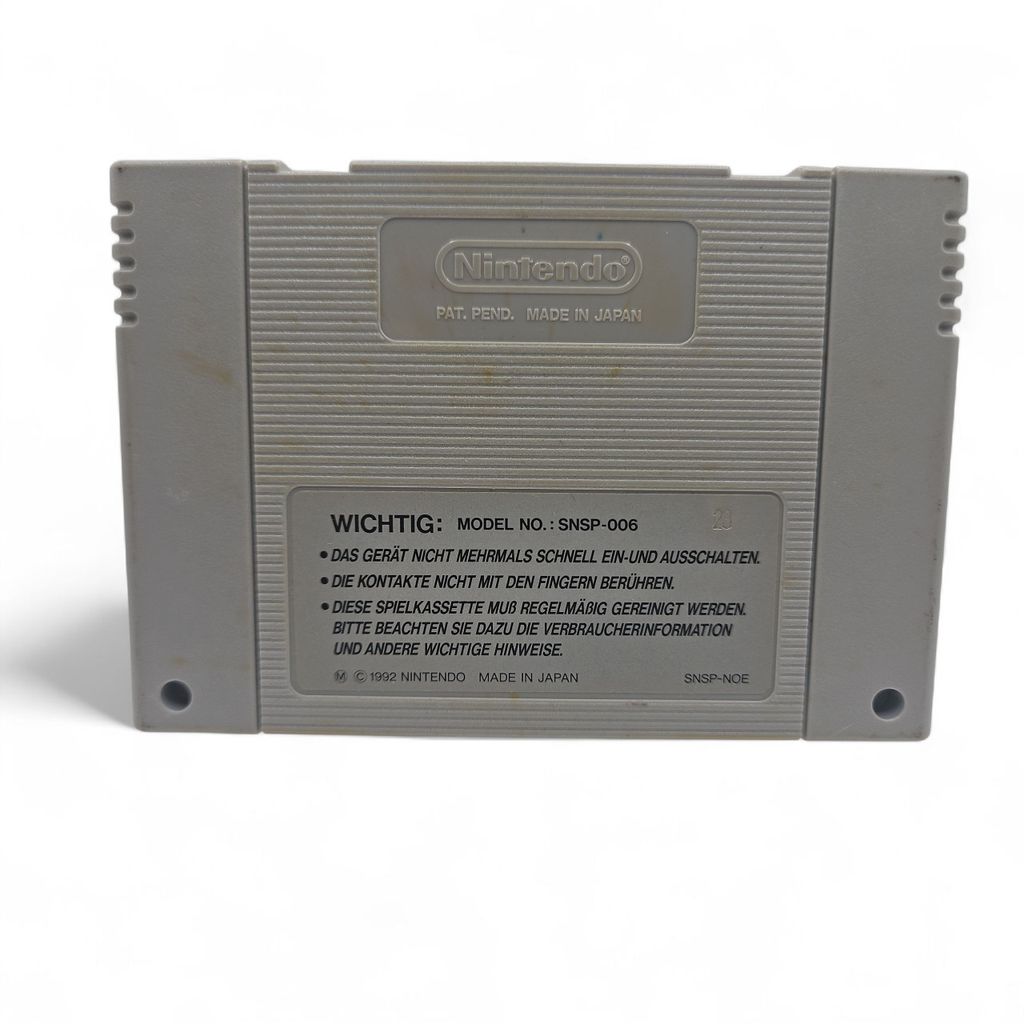 Nintendo®
PAT. PEND. MADE IN JAPAN
WICHTIG: MODEL NO.: SNSP-006
• DAS GERÄT NICHT MEHRMALS SCHNELL EIN-UND AUSSCHALTEN.
• DIE KONTAKTE NICHT MIT DEN FINGERN BERÜHREN.
• DIESE SPIELKASSETTE MUß REGELMÄßIG GEREINIGT WERDEN.
BITTE BEACHTEN SIE DAZU DIE VERBRAUCHERINFORMATION
UND ANDERE WICHTIGE HINWEISE.
Ⓜ © 1992 NINTENDO MADE IN JAPAN SNSP-NOE